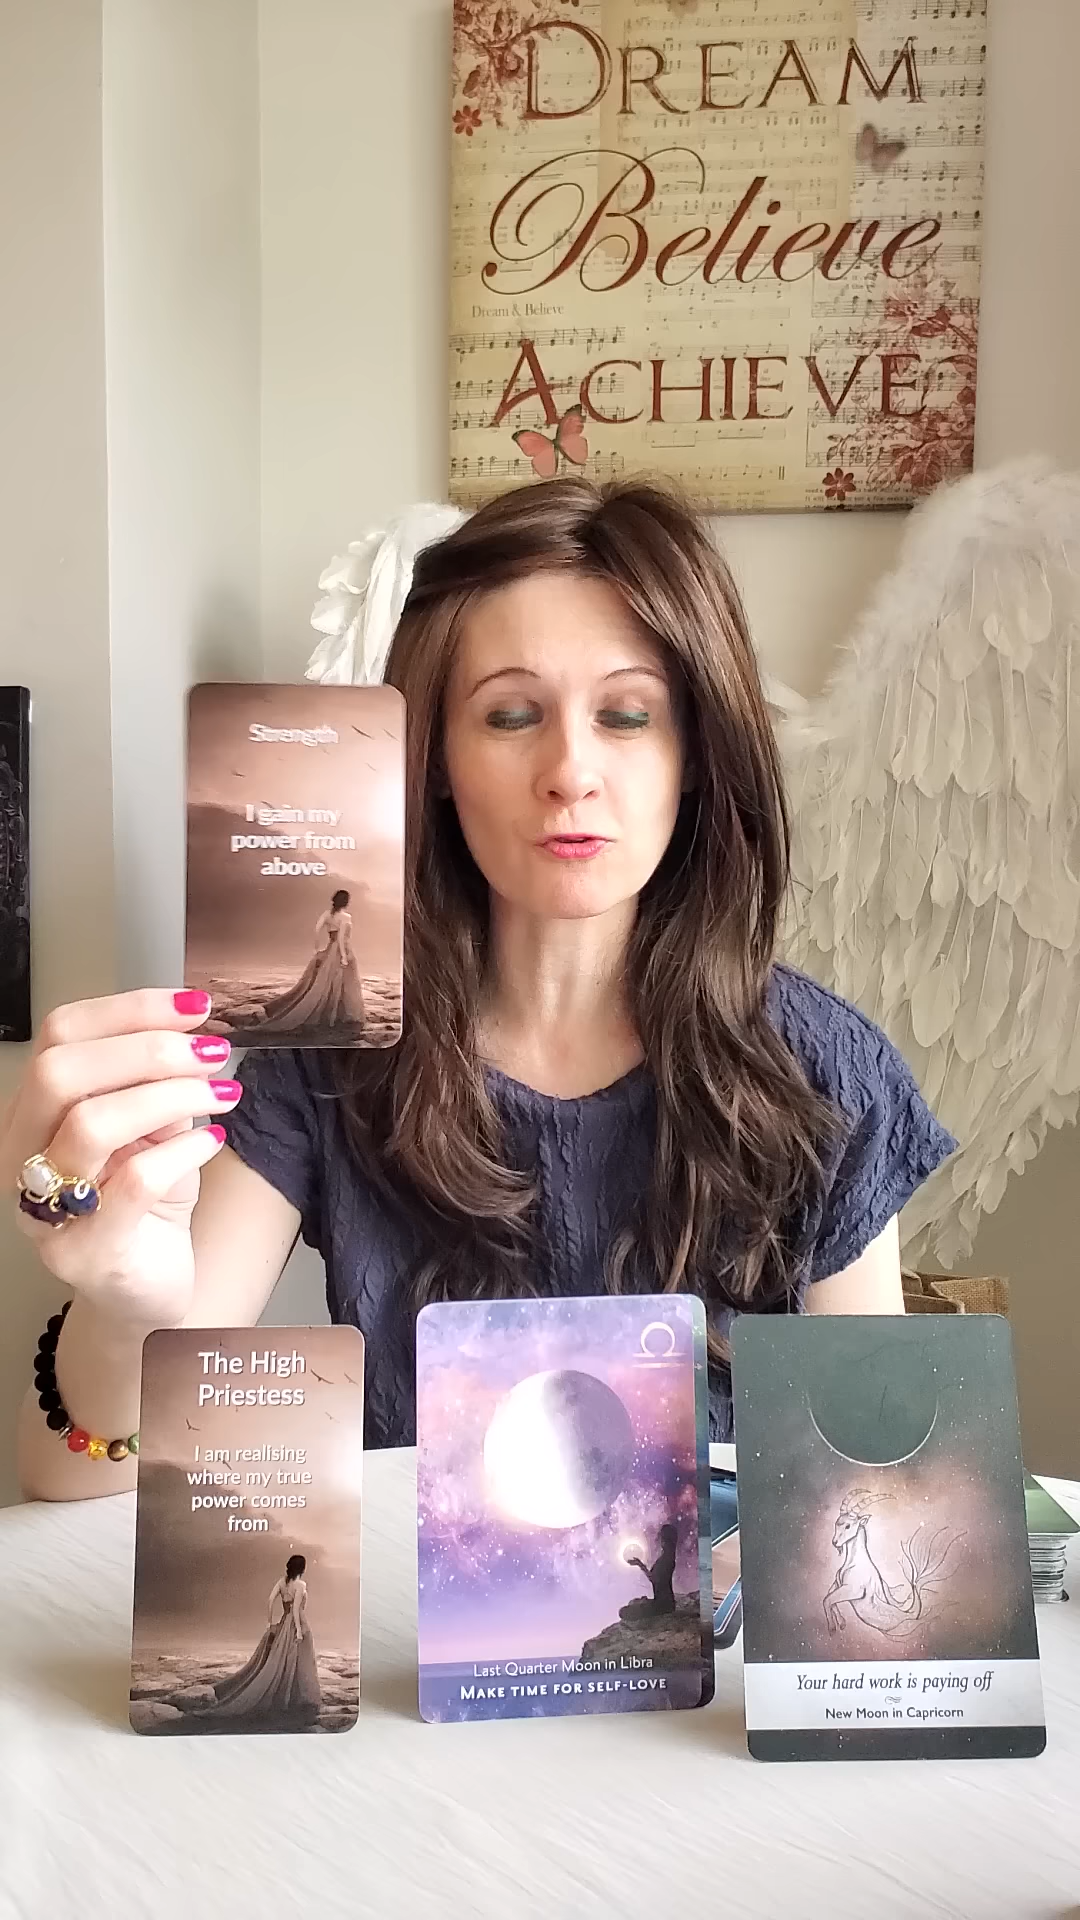 DREAM
Believe
Dream & Believe
ACHIEVE
Strength
I gain my
power from
above
The High
Priestess
I am realising
where my true
power comes
from
Last Quarter Moon in Libra
MAKE TIME FOR SELF-LOVE
Your hard work is paying off
New Moon in Capricorn